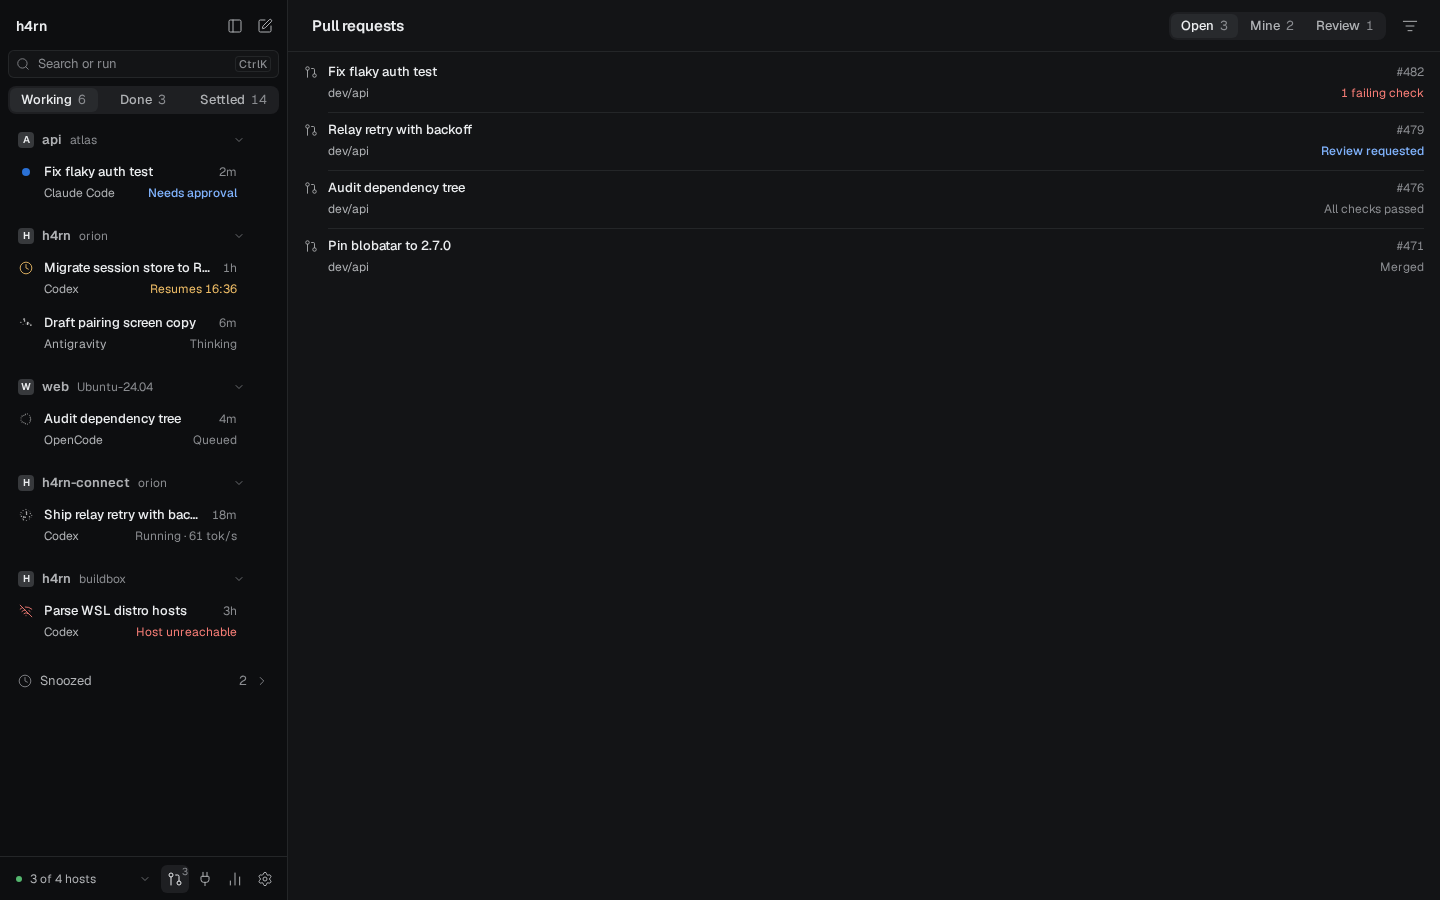 h4rn
Search or run
CtrlK
Working 6
Done 3
Settled 14
A api atlas
Fix flaky auth test 2m
Claude Code Needs approval
H h4rn orion
Migrate session store to R... 1h
Codex Resumes 16:36
Draft pairing screen copy 6m
Antigravity Thinking
W web Ubuntu-24.04
Audit dependency tree 4m
OpenCode Queued
H h4rn-connect orion
Ship relay retry with bac... 18m
Codex Running · 61 tok/s
H h4rn buildbox
Parse WSL distro hosts 3h
Codex Host unreachable
Snoozed 2
3 of 4 hosts
3
Pull requests
Open 3
Mine 2
Review 1
Fix flaky auth test #482
dev/api 1 failing check
Relay retry with backoff #479
dev/api Review requested
Audit dependency tree #476
dev/api All checks passed
Pin blobatar to 2.7.0 #471
dev/api Merged